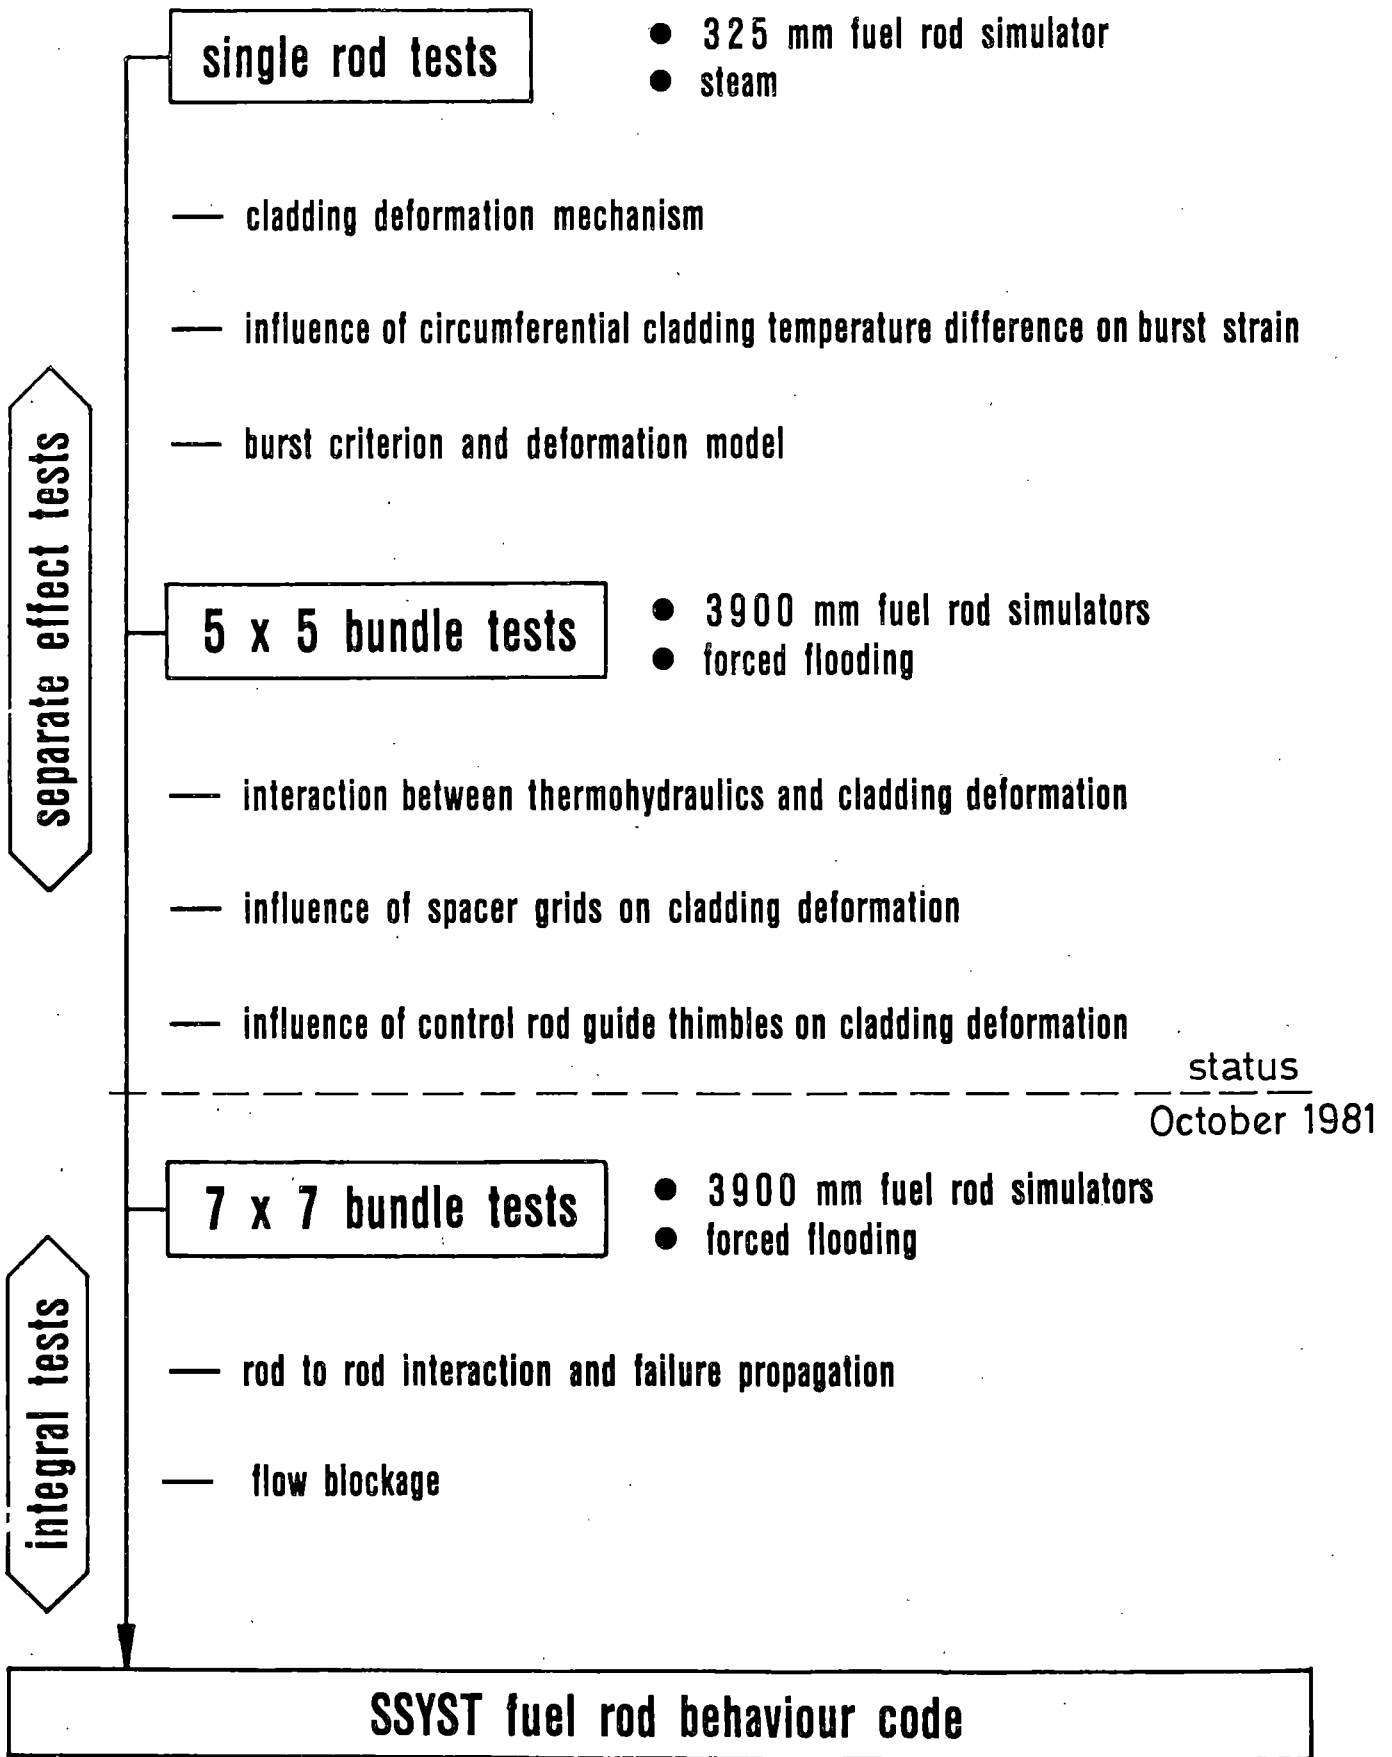 single rod tests
● 325 mm fuel rod simulator
● steam
— cladding deformation mechanism
— influence of circumferential cladding temperature difference on burst strain
— burst criterion and deformation model
separate effect tests
5 x 5 bundle tests
● 3900 mm fuel rod simulators
● forced flooding
— interaction between thermohydraulics and cladding deformation
— influence of spacer grids on cladding deformation
— influence of control rod guide thimbles on cladding deformation
status
October 1981
7 x 7 bundle tests
● 3900 mm fuel rod simulators
● forced flooding
integral tests
— rod to rod interaction and failure propagation
— flow blockage
SSYST fuel rod behaviour code